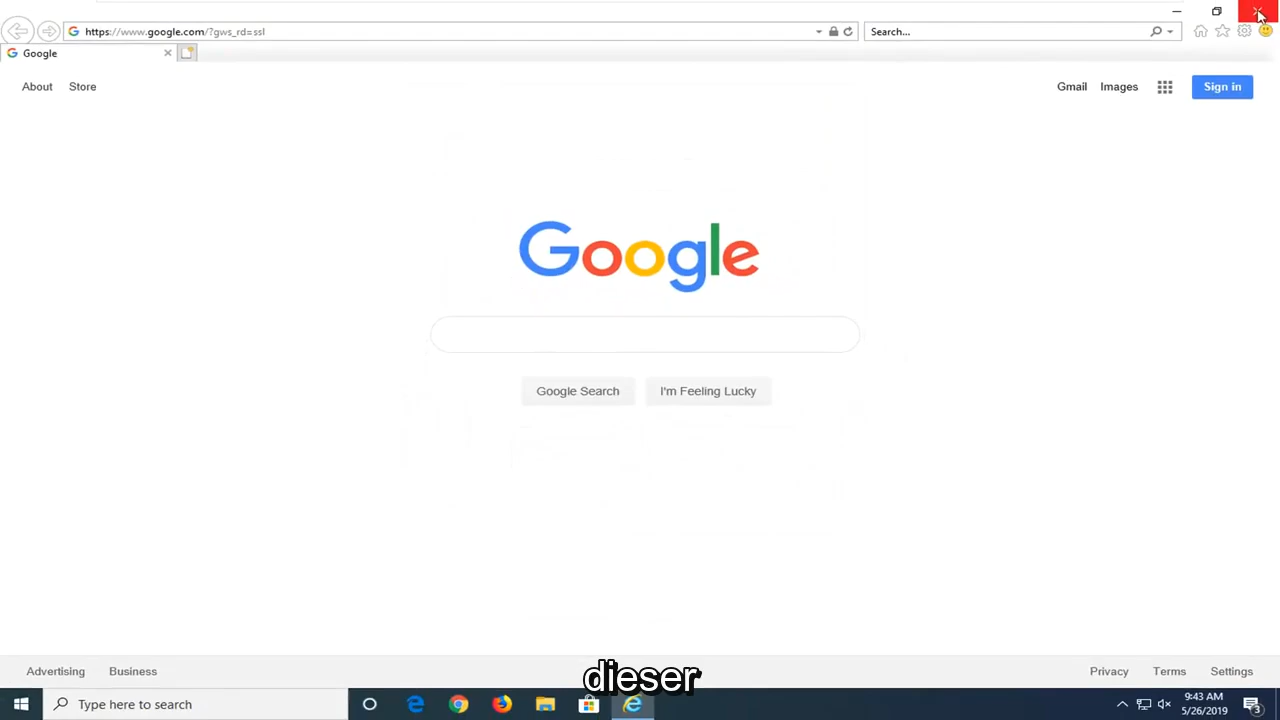 https://www.google.com/?gws_rd=ssl
Search...
Google
About
Store
Gmail
Images
Sign in
Google
Google Search
I'm Feeling Lucky
Advertising
Business
Privacy
Terms
Settings
dieser
Type here to search
9:43 AM
5/26/2019
3